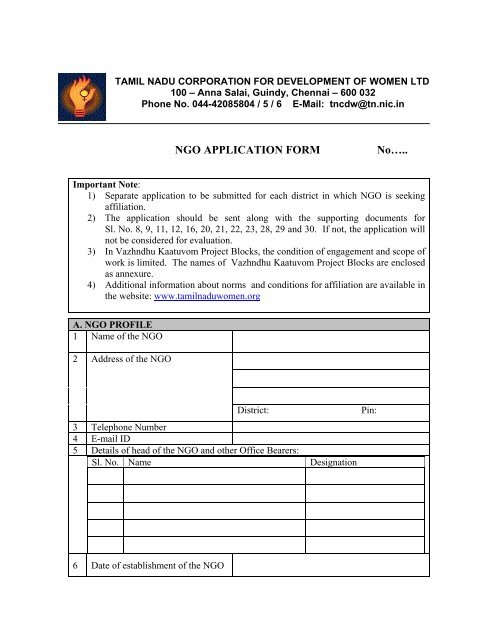 TAMIL NADU CORPORATION FOR DEVELOPMENT OF WOMEN LTD
100 – Anna Salai, Guindy, Chennai – 600 032
Phone No. 044-42085804 / 5 / 6 E-Mail: tncdw@tn.nic.in
NGO APPLICATION FORM No…..
Important Note:
1) Separate application to be submitted for each district in which NGO is seeking
affiliation.
2) The application should be sent along with the supporting documents for
Sl. No. 8, 9, 11, 12, 16, 20, 21, 22, 23, 28, 29 and 30. If not, the application will
not be considered for evaluation.
3) In Vazhndhu Kaatuvom Project Blocks, the condition of engagement and scope of
work is limited. The names of Vazhndhu Kaatuvom Project Blocks are enclosed
as annexure.
4) Additional information about norms and conditions for affiliation are available in
the website: www.tamilnaduwomen.org
A. NGO PROFILE
1 Name of the NGO
2 Address of the NGO
District: Pin:
3 Telephone Number
4 E-mail ID
5 Details of head of the NGO and other Office Bearers:
Sl. No. Name Designation
6 Date of establishment of the NGO